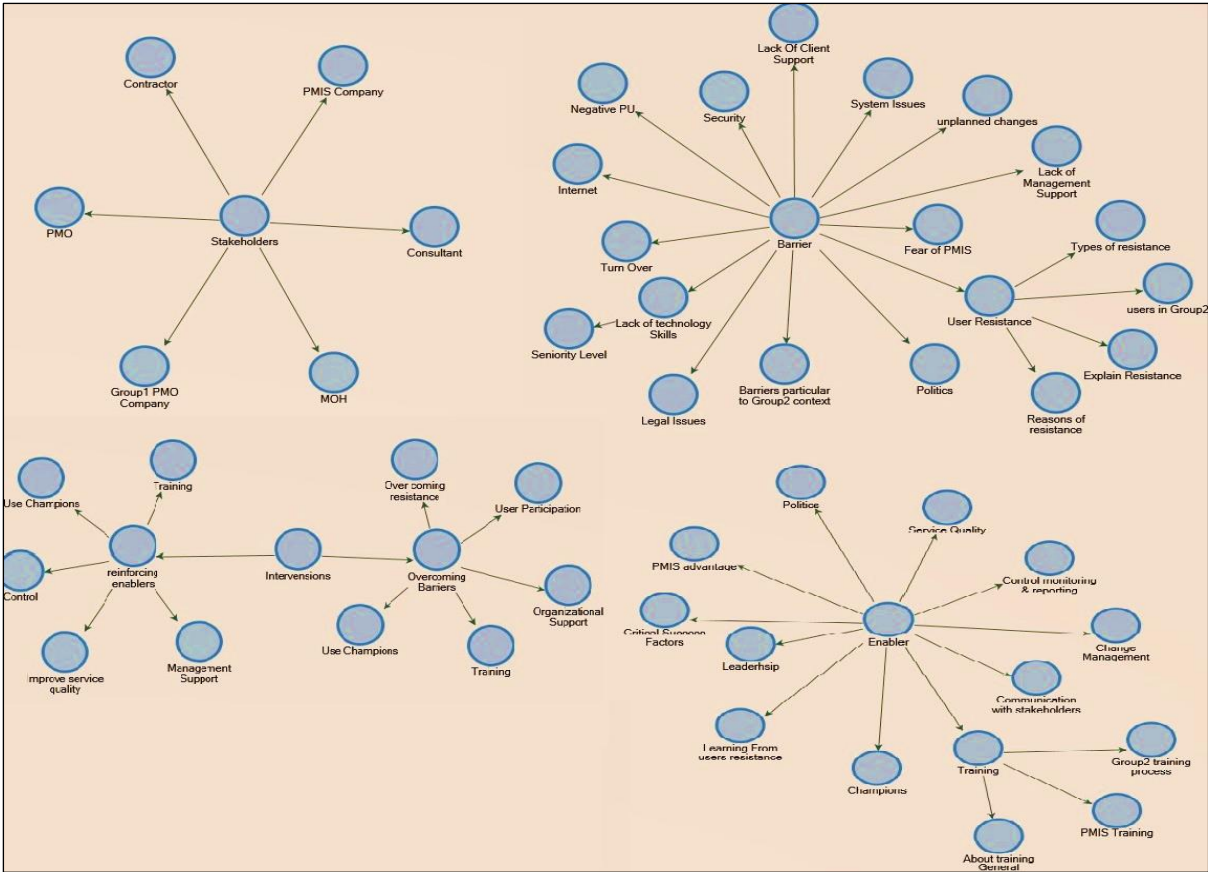 Contractor
PMIS Company
PMO
Stakeholders
Consultant
Group1 PMO
Company
MOH
Lack Of Client
Support
Negative PU
Security
System Issues
unplanned changes
Internet
Lack of
Management
Support
Barrier
Fear of PMIS
Types of resistance
Turn Over
Lack of technology
Skills
User Resistance
users in Group2
Seniority Level
Legal Issues
Barriers particular
to Group2 context
Politics
Explain Resistance
Reasons of
resistance
Use Champions
Training
Over coming
resistance
User Participation
Control
reinforcing
enablers
Intervensions
Overcoming
Barriers
Organizational
Support
Improve service
quality
Management
Support
Use Champions
Training
Politics
Service Quality
PMIS advantage
Control monitoring
& reporting
Critical Success
Factors
Leaderhsip
Enabler
Change
Management
Communication
with stakeholders
Learning From
users resistance
Champions
Training
Group2 training
process
PMIS Training
About training
General